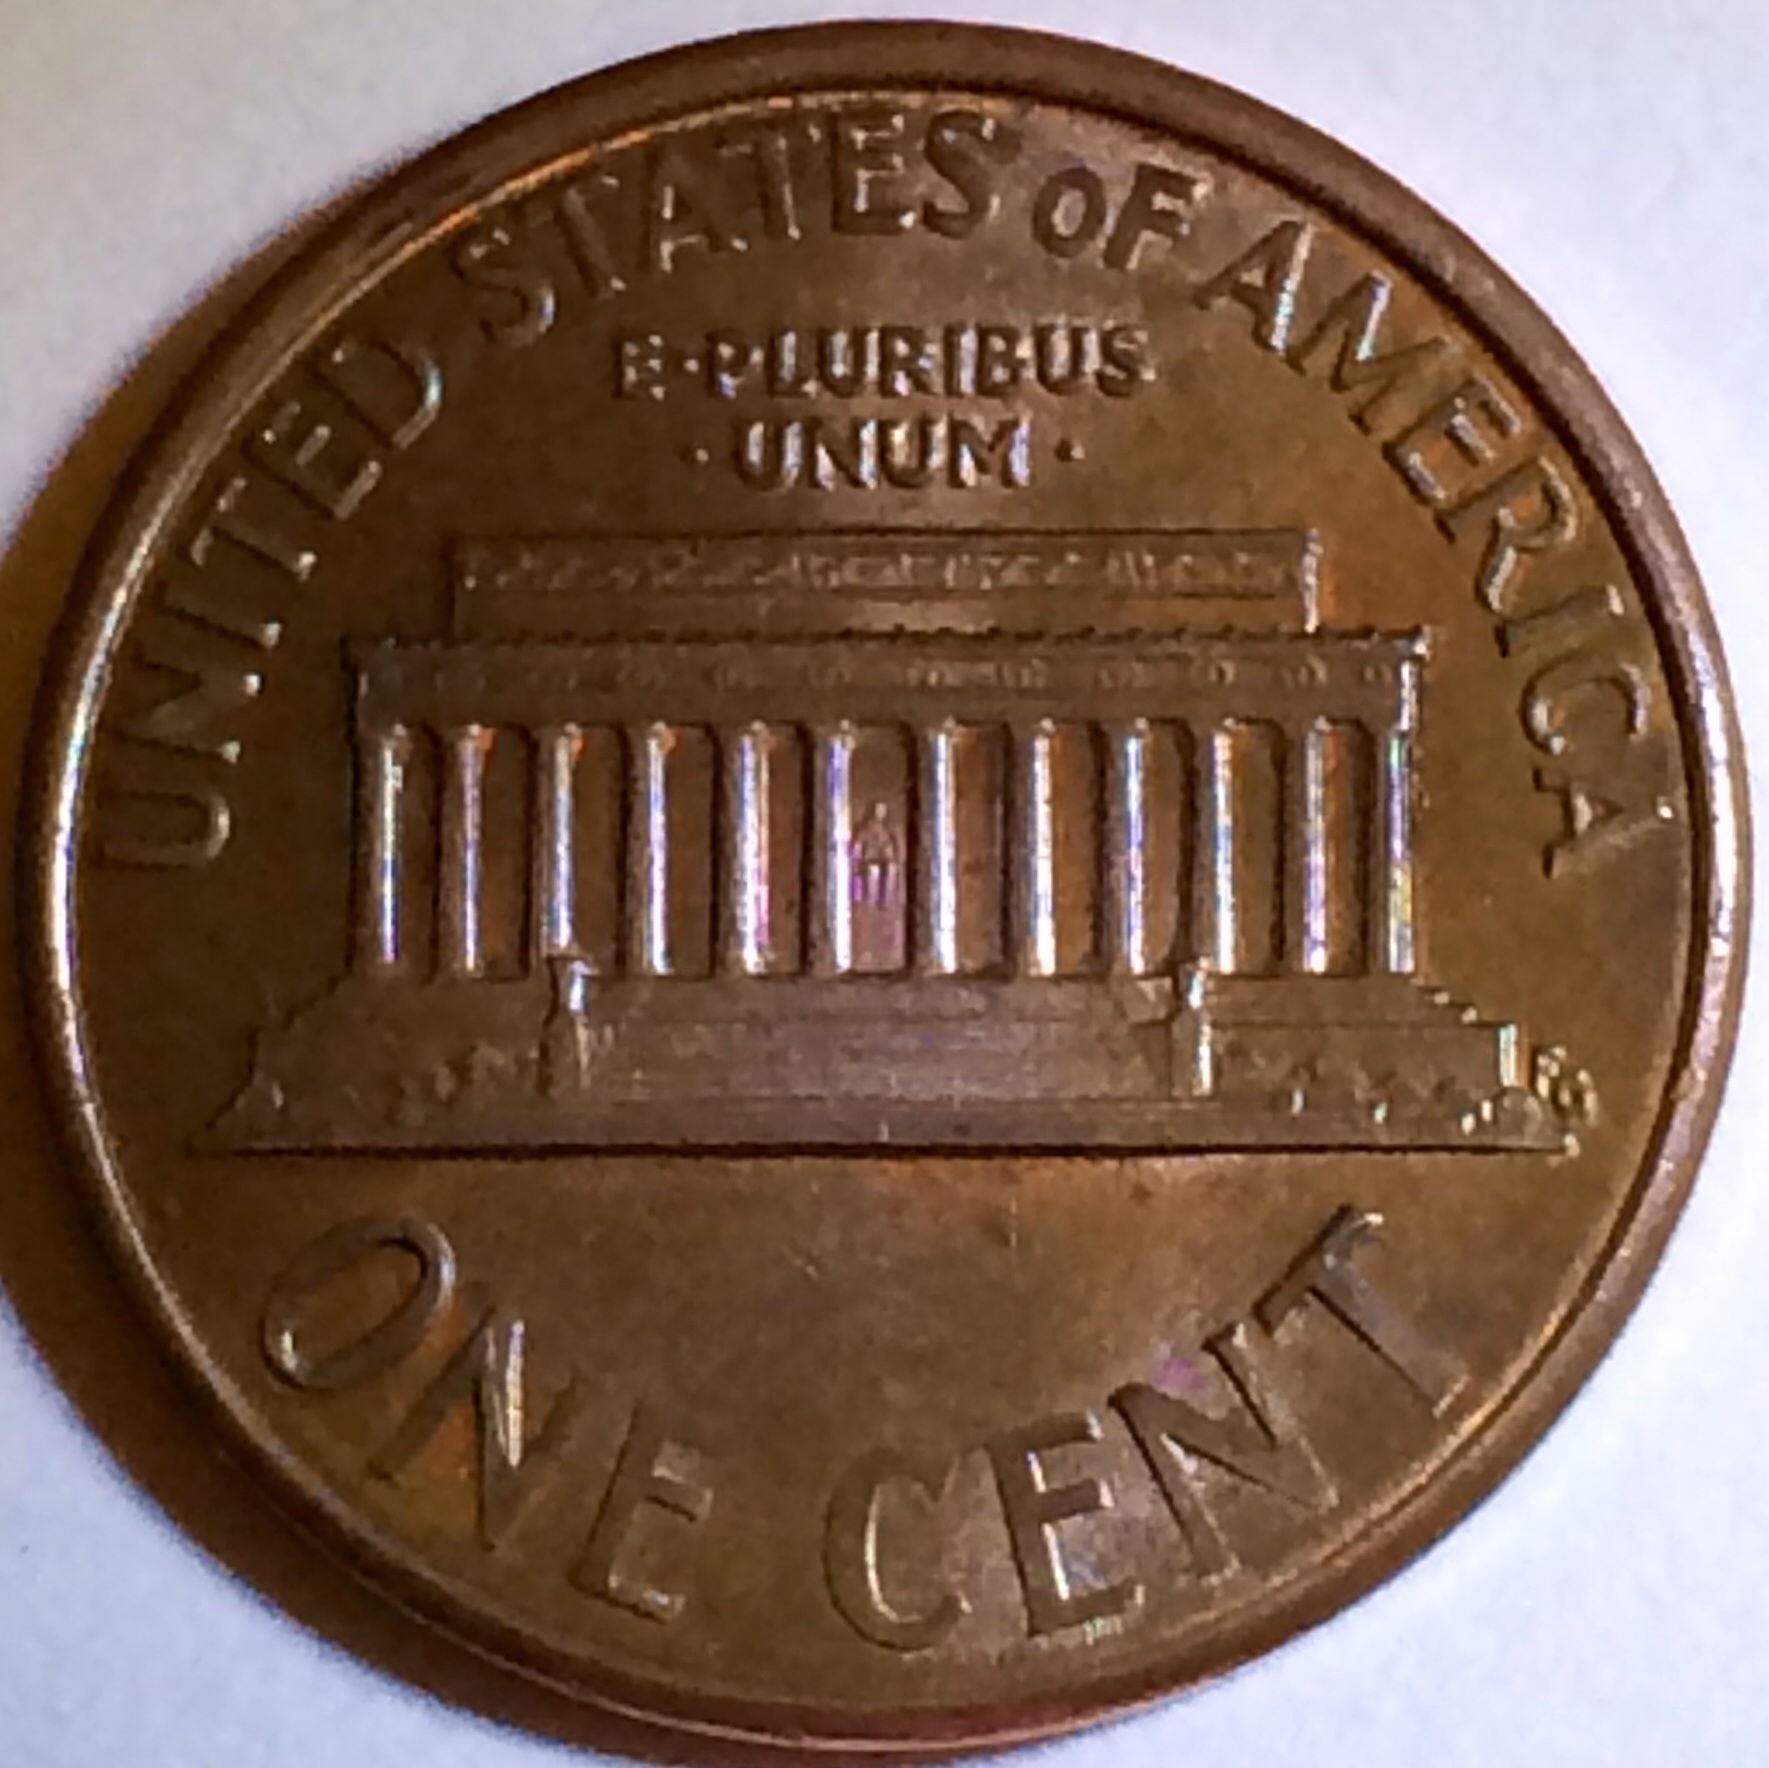 UNITED STATES OF AMERICA
E·PLURIBUS
·UNUM·
ONE CENT